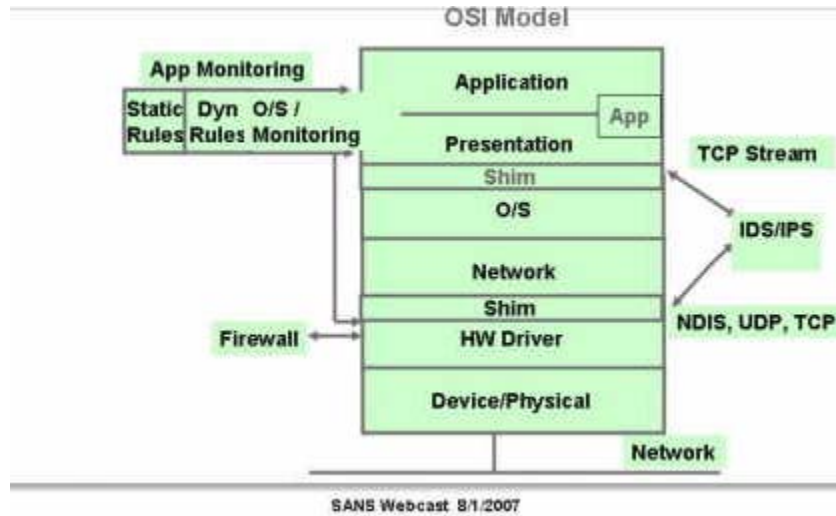 OSI Model
App Monitoring
Static Rules
Dyn Rules
O/S / Monitoring
Application
App
Presentation
Shim
O/S
Network
Shim
HW Driver
Device/Physical
TCP Stream
IDS/IPS
NDIS, UDP, TCP
Firewall
Network
SANS Webcast 8/1/2007